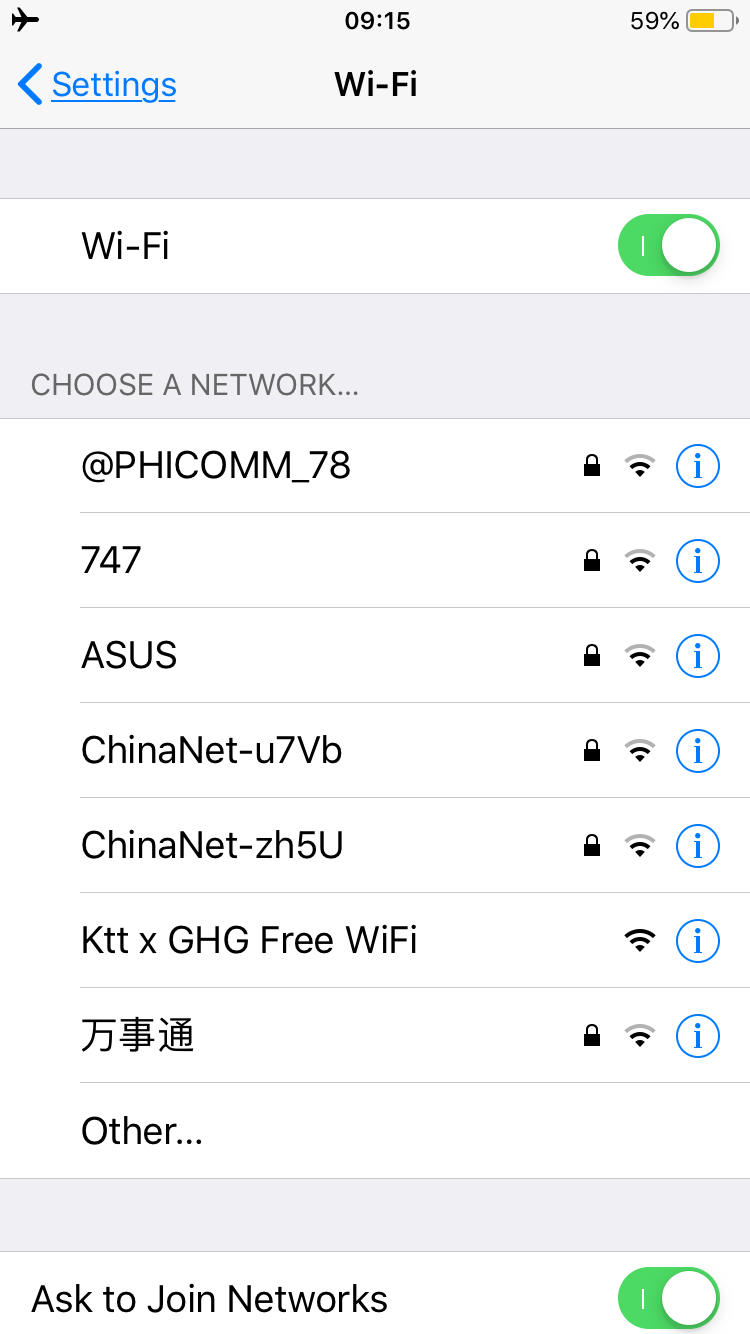 09:15
59%
Settings
Wi-Fi
Wi-Fi
CHOOSE A NETWORK...
@PHICOMM_78
747
ASUS
ChinaNet-u7Vb
ChinaNet-zh5U
Ktt x GHG Free WiFi
万事通
Other...
Ask to Join Networks